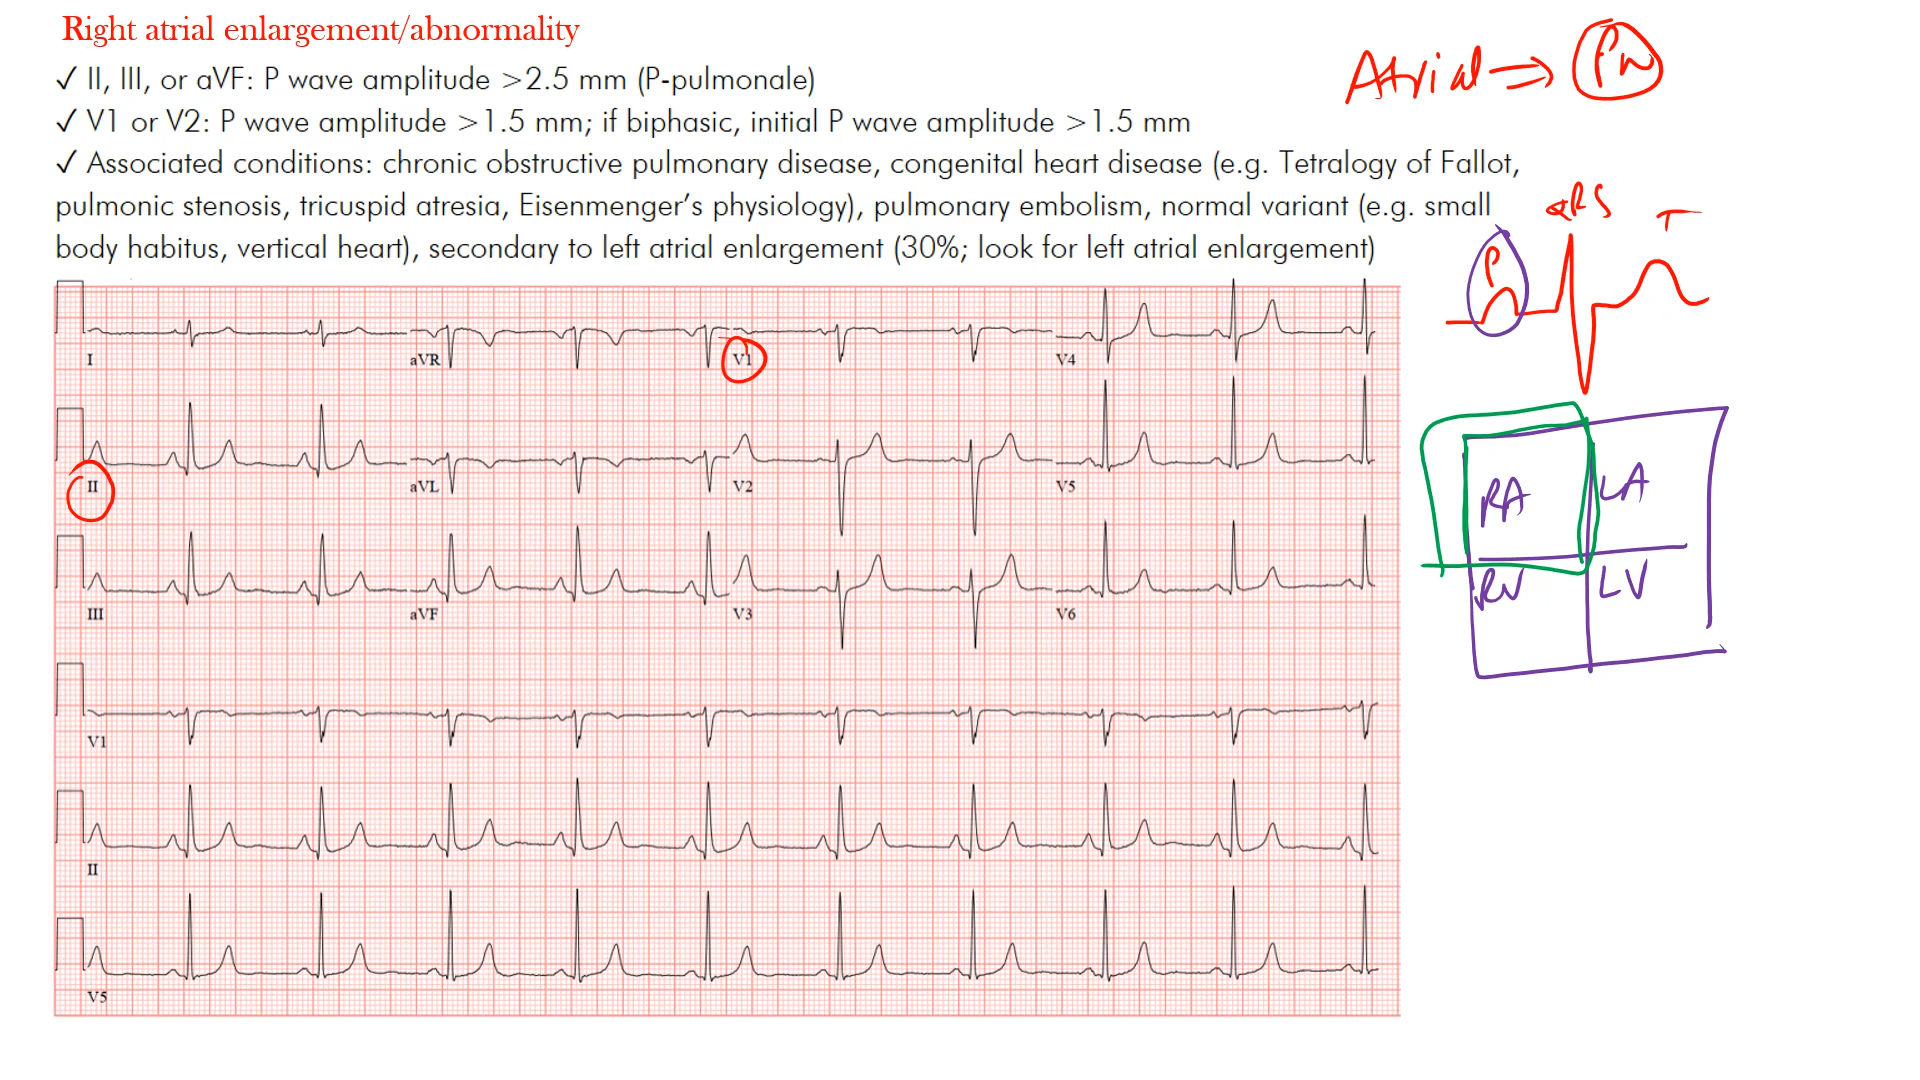 Right atrial enlargement/abnormality
✓ II, III, or aVF: P wave amplitude >2.5 mm (P-pulmonale)
✓ V1 or V2: P wave amplitude >1.5 mm; if biphasic, initial P wave amplitude >1.5 mm
✓ Associated conditions: chronic obstructive pulmonary disease, congenital heart disease (e.g. Tetralogy of Fallot,
pulmonic stenosis, tricuspid atresia, Eisenmenger’s physiology), pulmonary embolism, normal variant (e.g. small
body habitus, vertical heart), secondary to left atrial enlargement (30%; look for left atrial enlargement)
Atrial → Pw
QRS
T
P
I aVR V1 V4
II aVL V2 V5
III aVF V3 V6
V1
II
V5
RA LA
RV LV